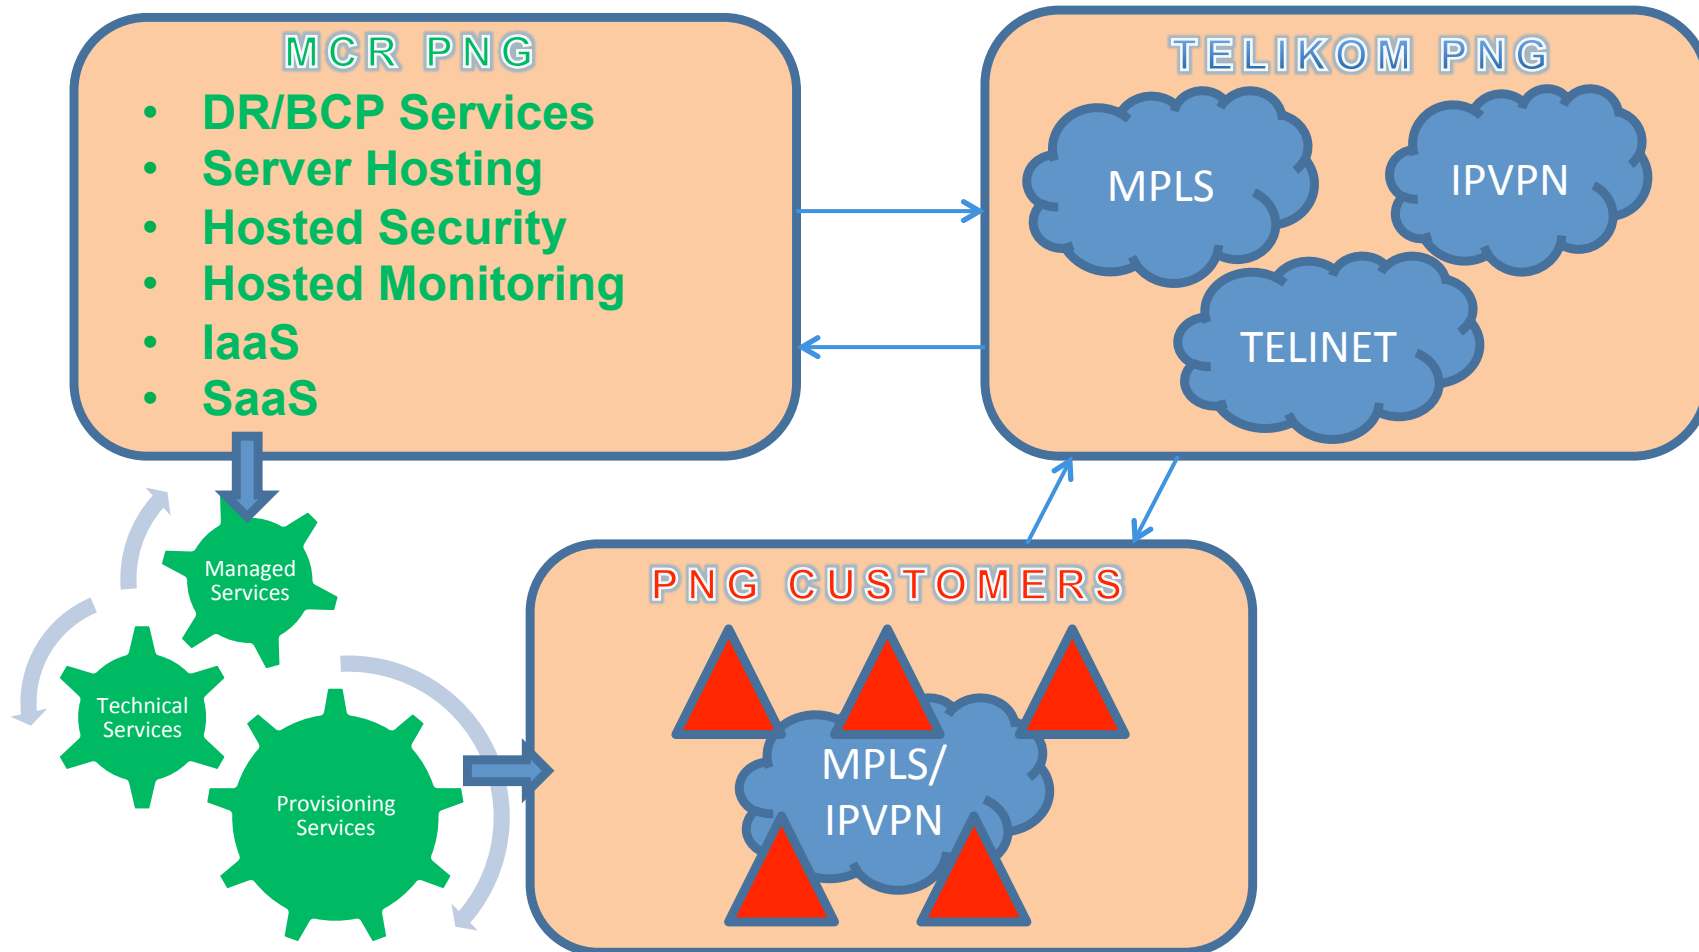 MCR PNG
• DR/BCP Services
• Server Hosting
• Hosted Security
• Hosted Monitoring
• IaaS
• SaaS
TELIKOM PNG
MPLS
IPVPN
TELINET
Managed
Services
Technical
Services
Provisioning
Services
PNG CUSTOMERS
MPLS/
IPVPN